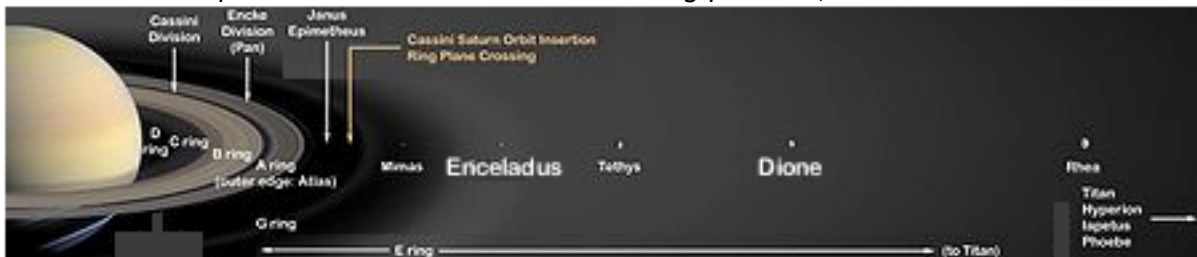 Cassini
Division
Encke
Division
(Pan)
Janus
Epimetheus
Cassini Saturn Orbit Insertion
Ring Plane Crossing
D
ring
C ring
B ring
A ring
(outer edge: Atlas)
G ring
Mimas
Enceladus
Tethys
Dione
Rhea
Titan
Hyperion
Iapetus
Phoebe
E ring
(to Titan)